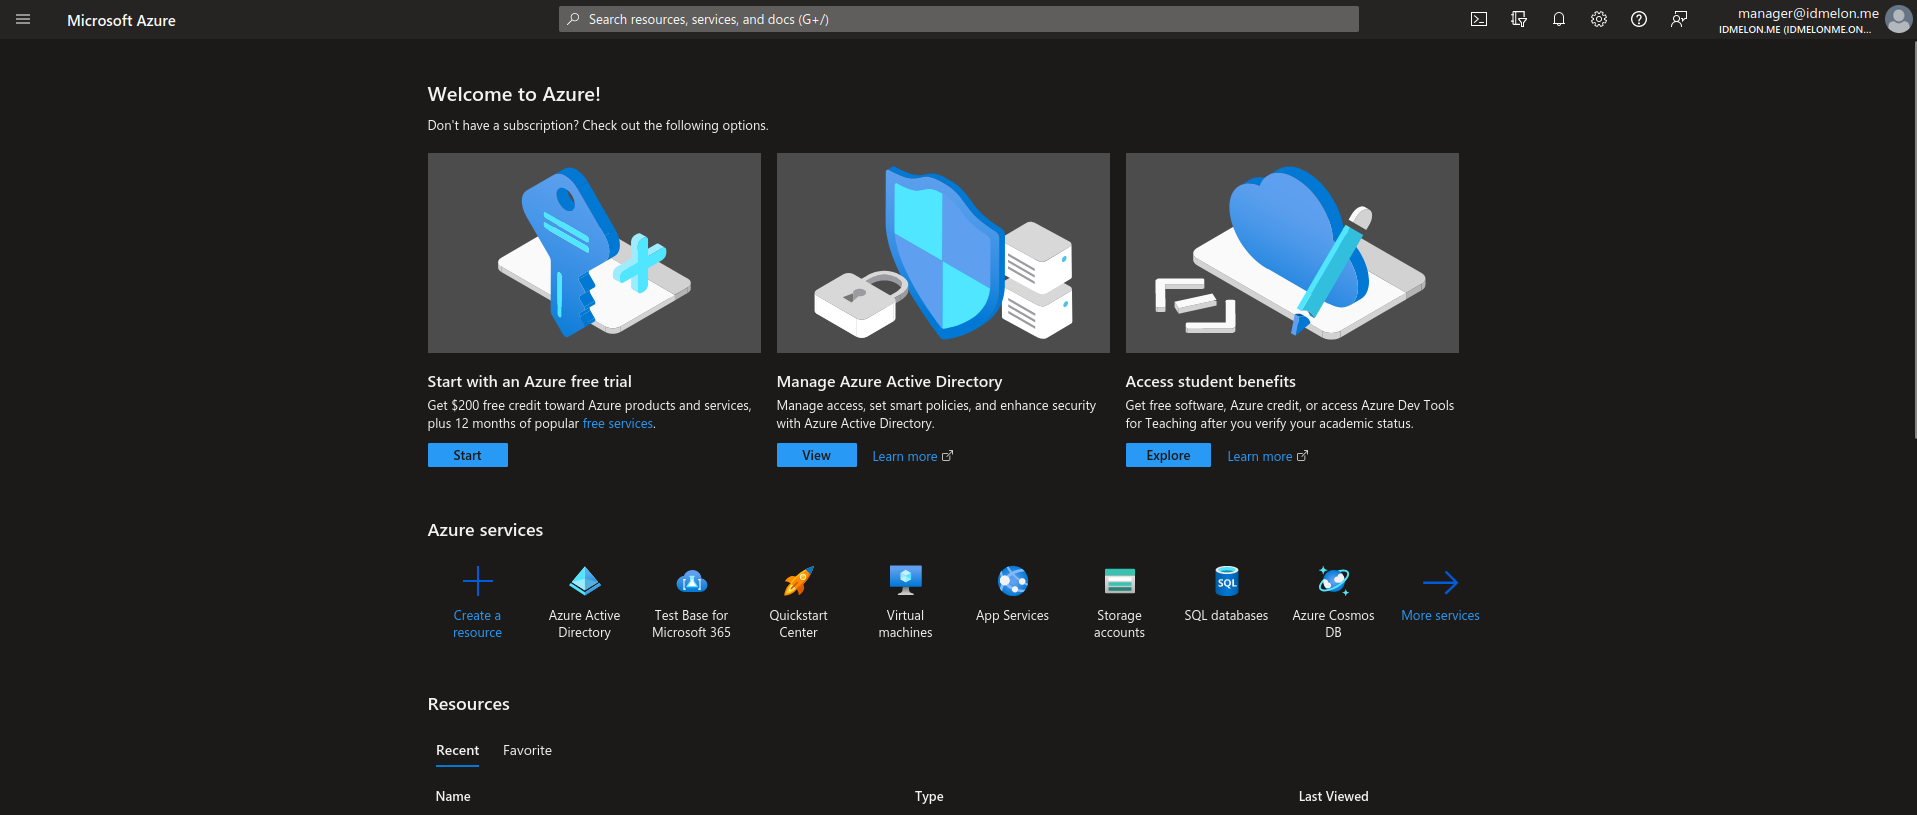 Microsoft Azure
Search resources, services, and docs (G+/)
manager@idmelon.me
IDMELON.ME (IDMELONME.ON...
Welcome to Azure!
Don't have a subscription? Check out the following options.
Start with an Azure free trial
Get $200 free credit toward Azure products and services,
plus 12 months of popular free services.
Start
Manage Azure Active Directory
Manage access, set smart policies, and enhance security
with Azure Active Directory.
View Learn more
Access student benefits
Get free software, Azure credit, or access Azure Dev Tools
for Teaching after you verify your academic status.
Explore Learn more
Azure services
Create a
resource
Azure Active
Directory
Test Base for
Microsoft 365
Quickstart
Center
Virtual
machines
App Services
Storage
accounts
SQL
SQL databases
Azure Cosmos
DB
More services
Resources
Recent Favorite
Name Type Last Viewed